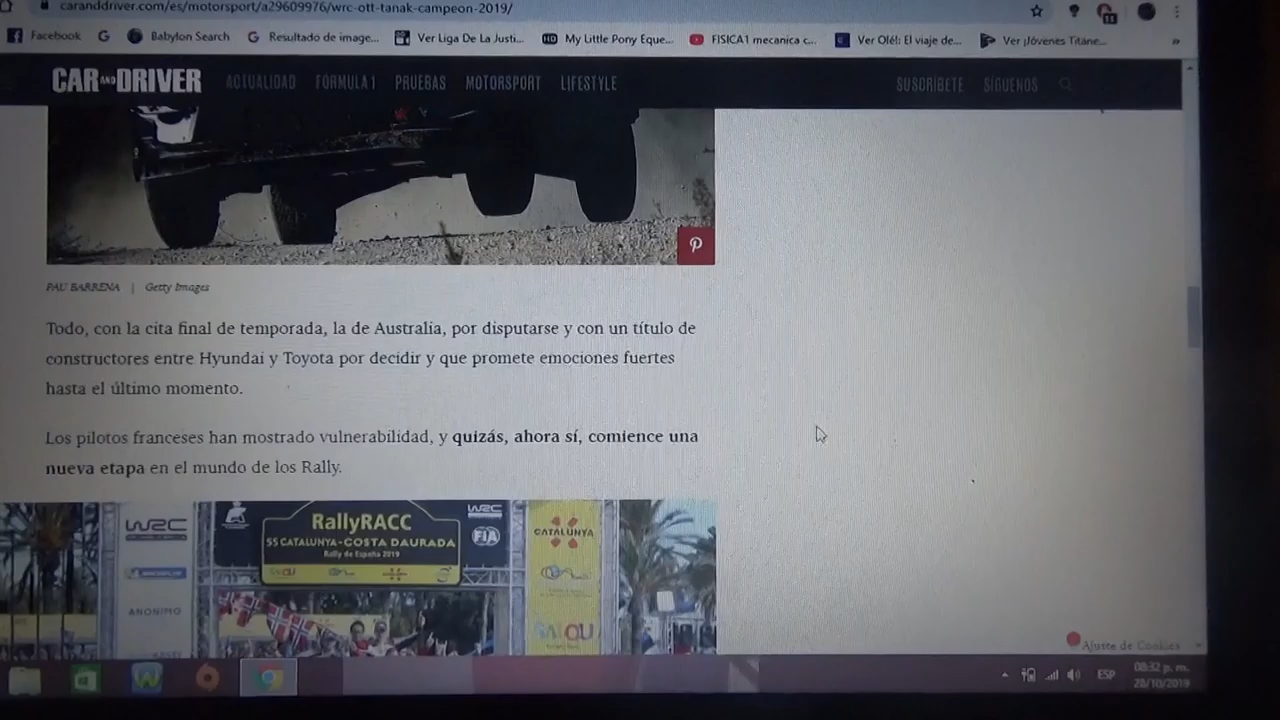 caranddriver.com/es/motorsport/a29609976/wrc-ott-tanak-campeon-2019/
Facebook
Babylon Search
Resultado de image...
Ver Liga De La Justi...
My Little Pony Eque...
FISICA1 mecanica c...
Ver Olé!: El viaje de...
Ver ¡Jóvenes Titáne...
»
CAR AND DRIVER
ACTUALIDAD
FÓRMULA 1
PRUEBAS
MOTORSPORT
LIFESTYLE
SUSCRÍBETE
SÍGUENOS
PAU BARRENA | Getty Images
Todo, con la cita final de temporada, la de Australia, por disputarse y con un título de
constructores entre Hyundai y Toyota por decidir y que promete emociones fuertes
hasta el último momento.
Los pilotos franceses han mostrado vulnerabilidad, y quizás, ahora sí, comience una
nueva etapa en el mundo de los Rally.
WRC
ANONIMO
RallyRACC
55 CATALUNYA-COSTA DAURADA
Rally de España 2019
SALOU
WRC
FIA
CATALUNYA
SALOU
Ajuste de Cookies
ESP
08:32 p. m.
28/10/2019